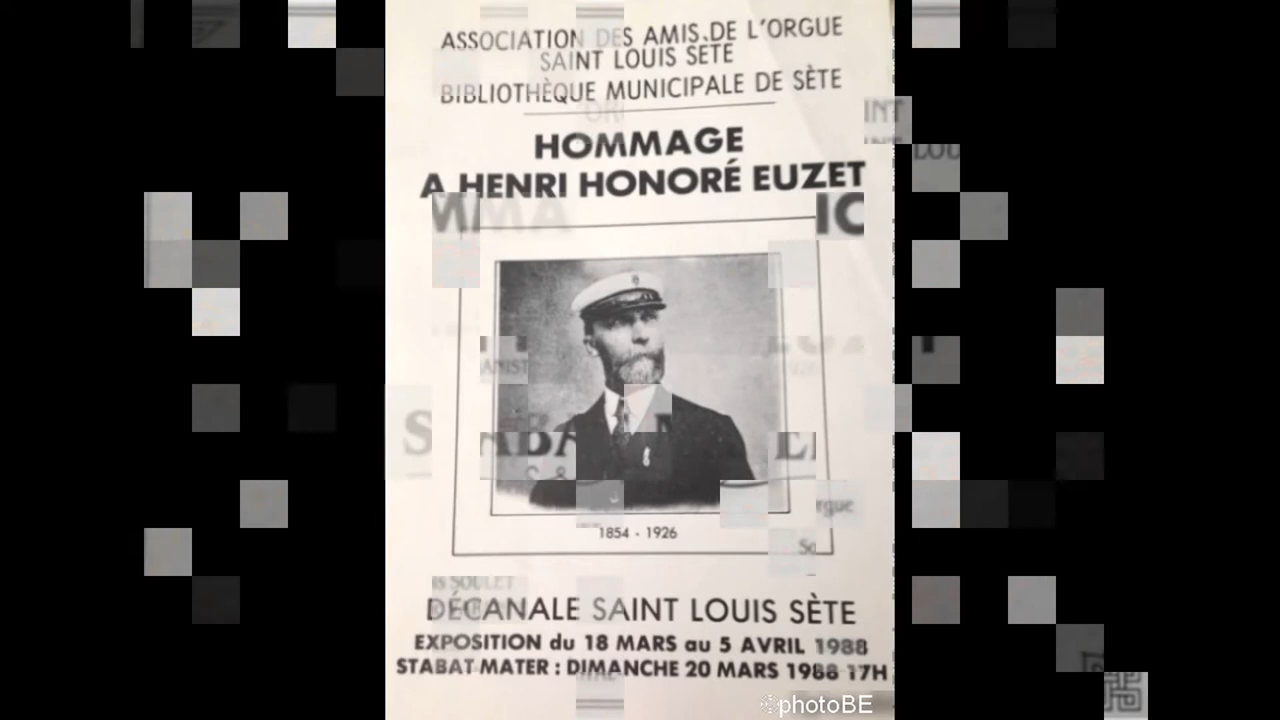 ASSOCIATION DES AMIS DE L'ORGUE
SAINT LOUIS SÈTE
BIBLIOTHÈQUE MUNICIPALE DE SÈTE
HOMMAGE
A HENRI HONORÉ EUZET
1854 - 1926
DÉCANALE SAINT LOUIS SÈTE
EXPOSITION du 18 MARS au 5 AVRIL 1988
STABAT MATER : DIMANCHE 20 MARS 1988 17H
photoBE